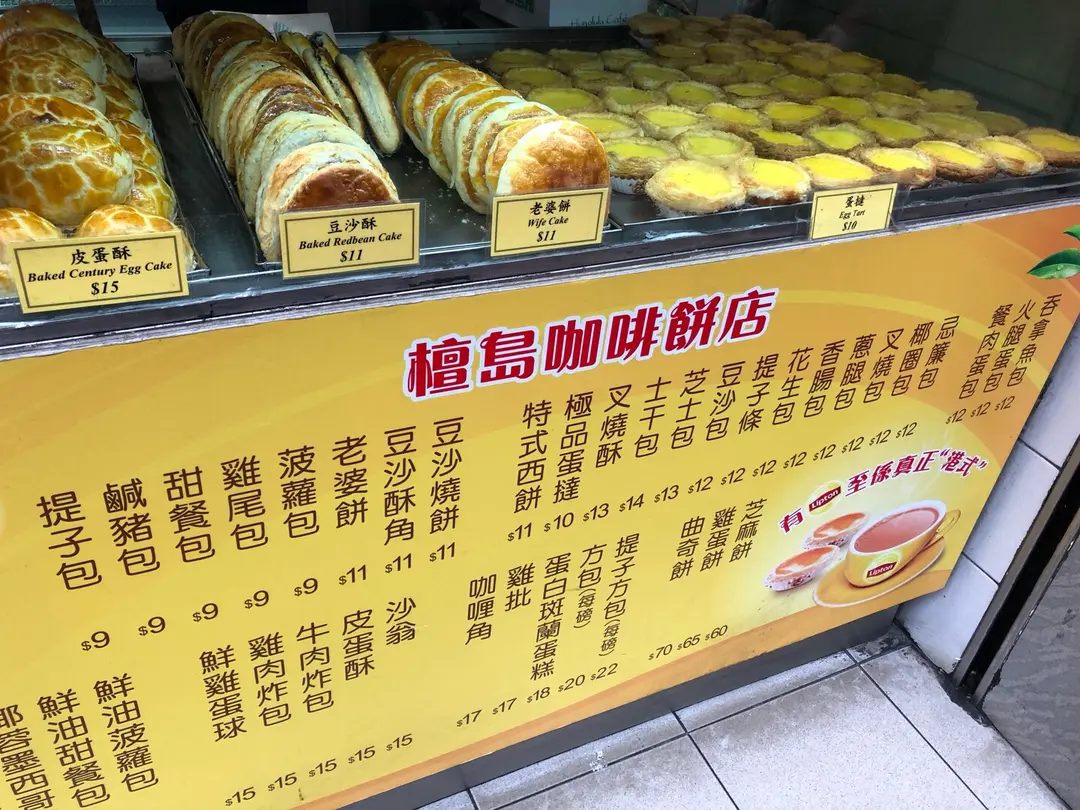 Honolulu Café
皮蛋酥
Baked Century Egg Cake
$15
豆沙酥
Baked Redbean Cake
$11
老婆餅
Wife Cake
$11
蛋撻
Egg Tart
$10
檀島咖啡餅店
提子包 $9
鹹豬包 $9
甜餐包 $9
雞尾包 $9
菠蘿包 $9
老婆餅 $11
豆沙酥角 $11
豆沙燒餅 $11
特式西餅 $11
極品蛋撻 $10
叉燒酥 $13
士干包 $14
芝士包 $13
豆沙包 $12
提子條 $12
花生包 $12
香腸包 $12
蔥腿包 $12
叉燒包 $12
椰圈包 $12
忌簾包 $12
餐肉蛋包 $12
火腿蛋包 $12
吞拿魚包 $12
椰蓉墨西哥
鮮油甜餐包
鮮油菠蘿包
鮮雞蛋球 $15
雞肉炸包 $15
牛肉炸包 $15
皮蛋酥 $15
沙翁 $15
咖喱角 $17
雞批 $17
蛋白斑蘭蛋糕 $18
方包(每磅) $20
提子方包(每磅) $22
曲奇餅 $70
雞蛋餅 $65
芝麻餅 $60
有 Lipton 至係真正"港式"
Lipton